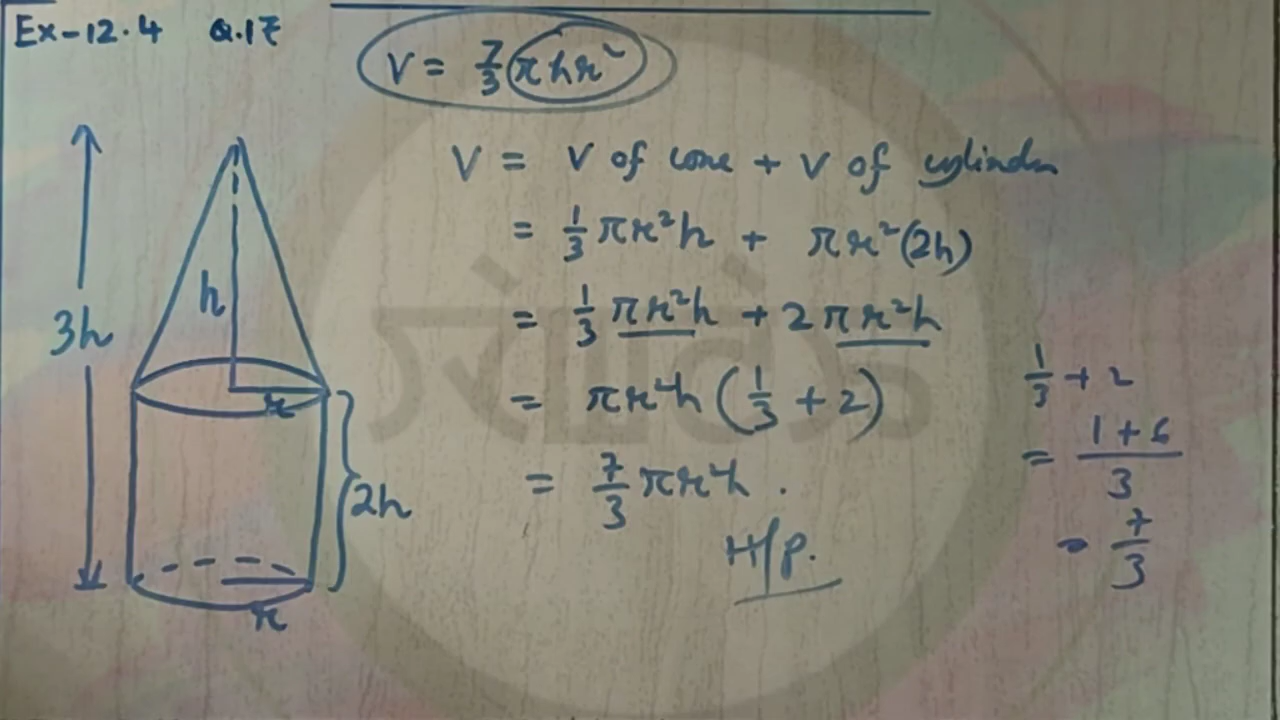 Ex-12.4 Q.17
V = 7/3 πhr²
3h
h
r
2h
r
V = V of cone + V of cylinder
= 1/3 πr²h + πr²(2h)
= 1/3 πr²h + 2πr²h
= πr²h (1/3 + 2)
= 7/3 πr²h.
H/p.
1/3 + 2
= (1+6)/3
= 7/3